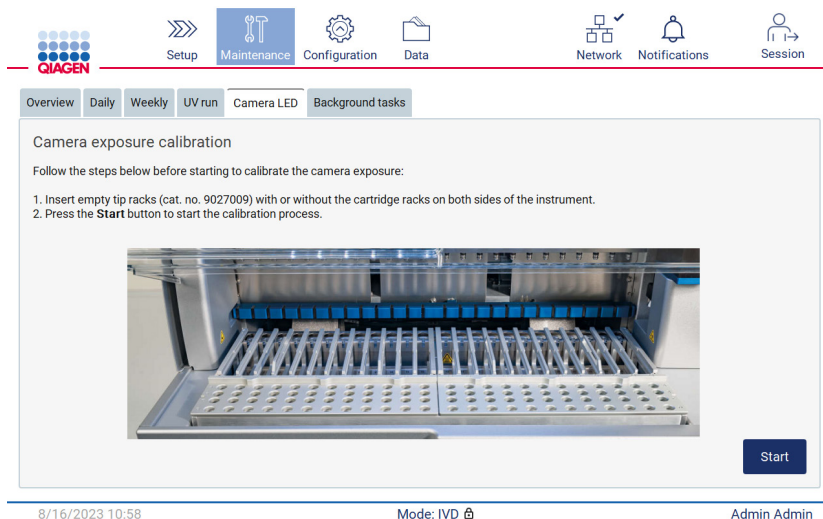 QIAGEN
Setup
Maintenance
Configuration
Data
Network
Notifications
Session
Overview
Daily
Weekly
UV run
Camera LED
Background tasks
Camera exposure calibration
Follow the steps below before starting to calibrate the camera exposure:
1. Insert empty tip racks (cat. no. 9027009) with or without the cartridge racks on both sides of the instrument.
2. Press the Start button to start the calibration process.
Start
8/16/2023 10:58
Mode: IVD
Admin Admin